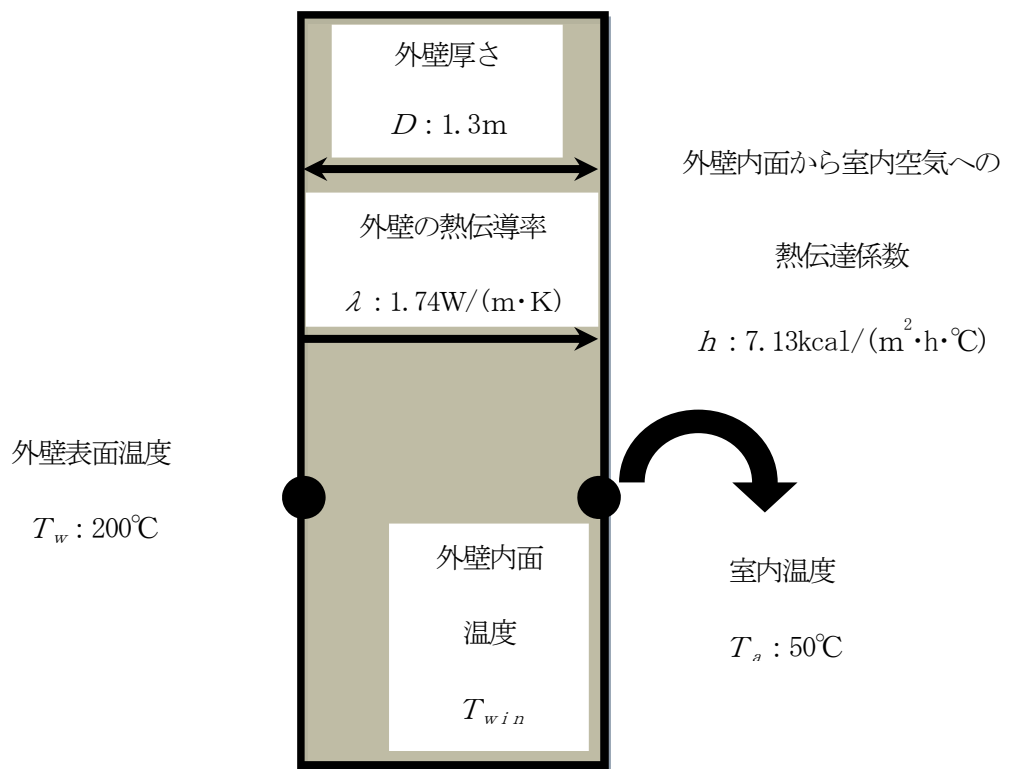 外壁厚さ
D：1.3m
外壁の熱伝導率
λ：1.74W/(m･K)
外壁内面から室内空気への
熱伝達係数
h：7.13kcal/(m²･h･℃)
外壁表面温度
Tw：200℃
外壁内面
温度
Twin
室内温度
Ta：50℃